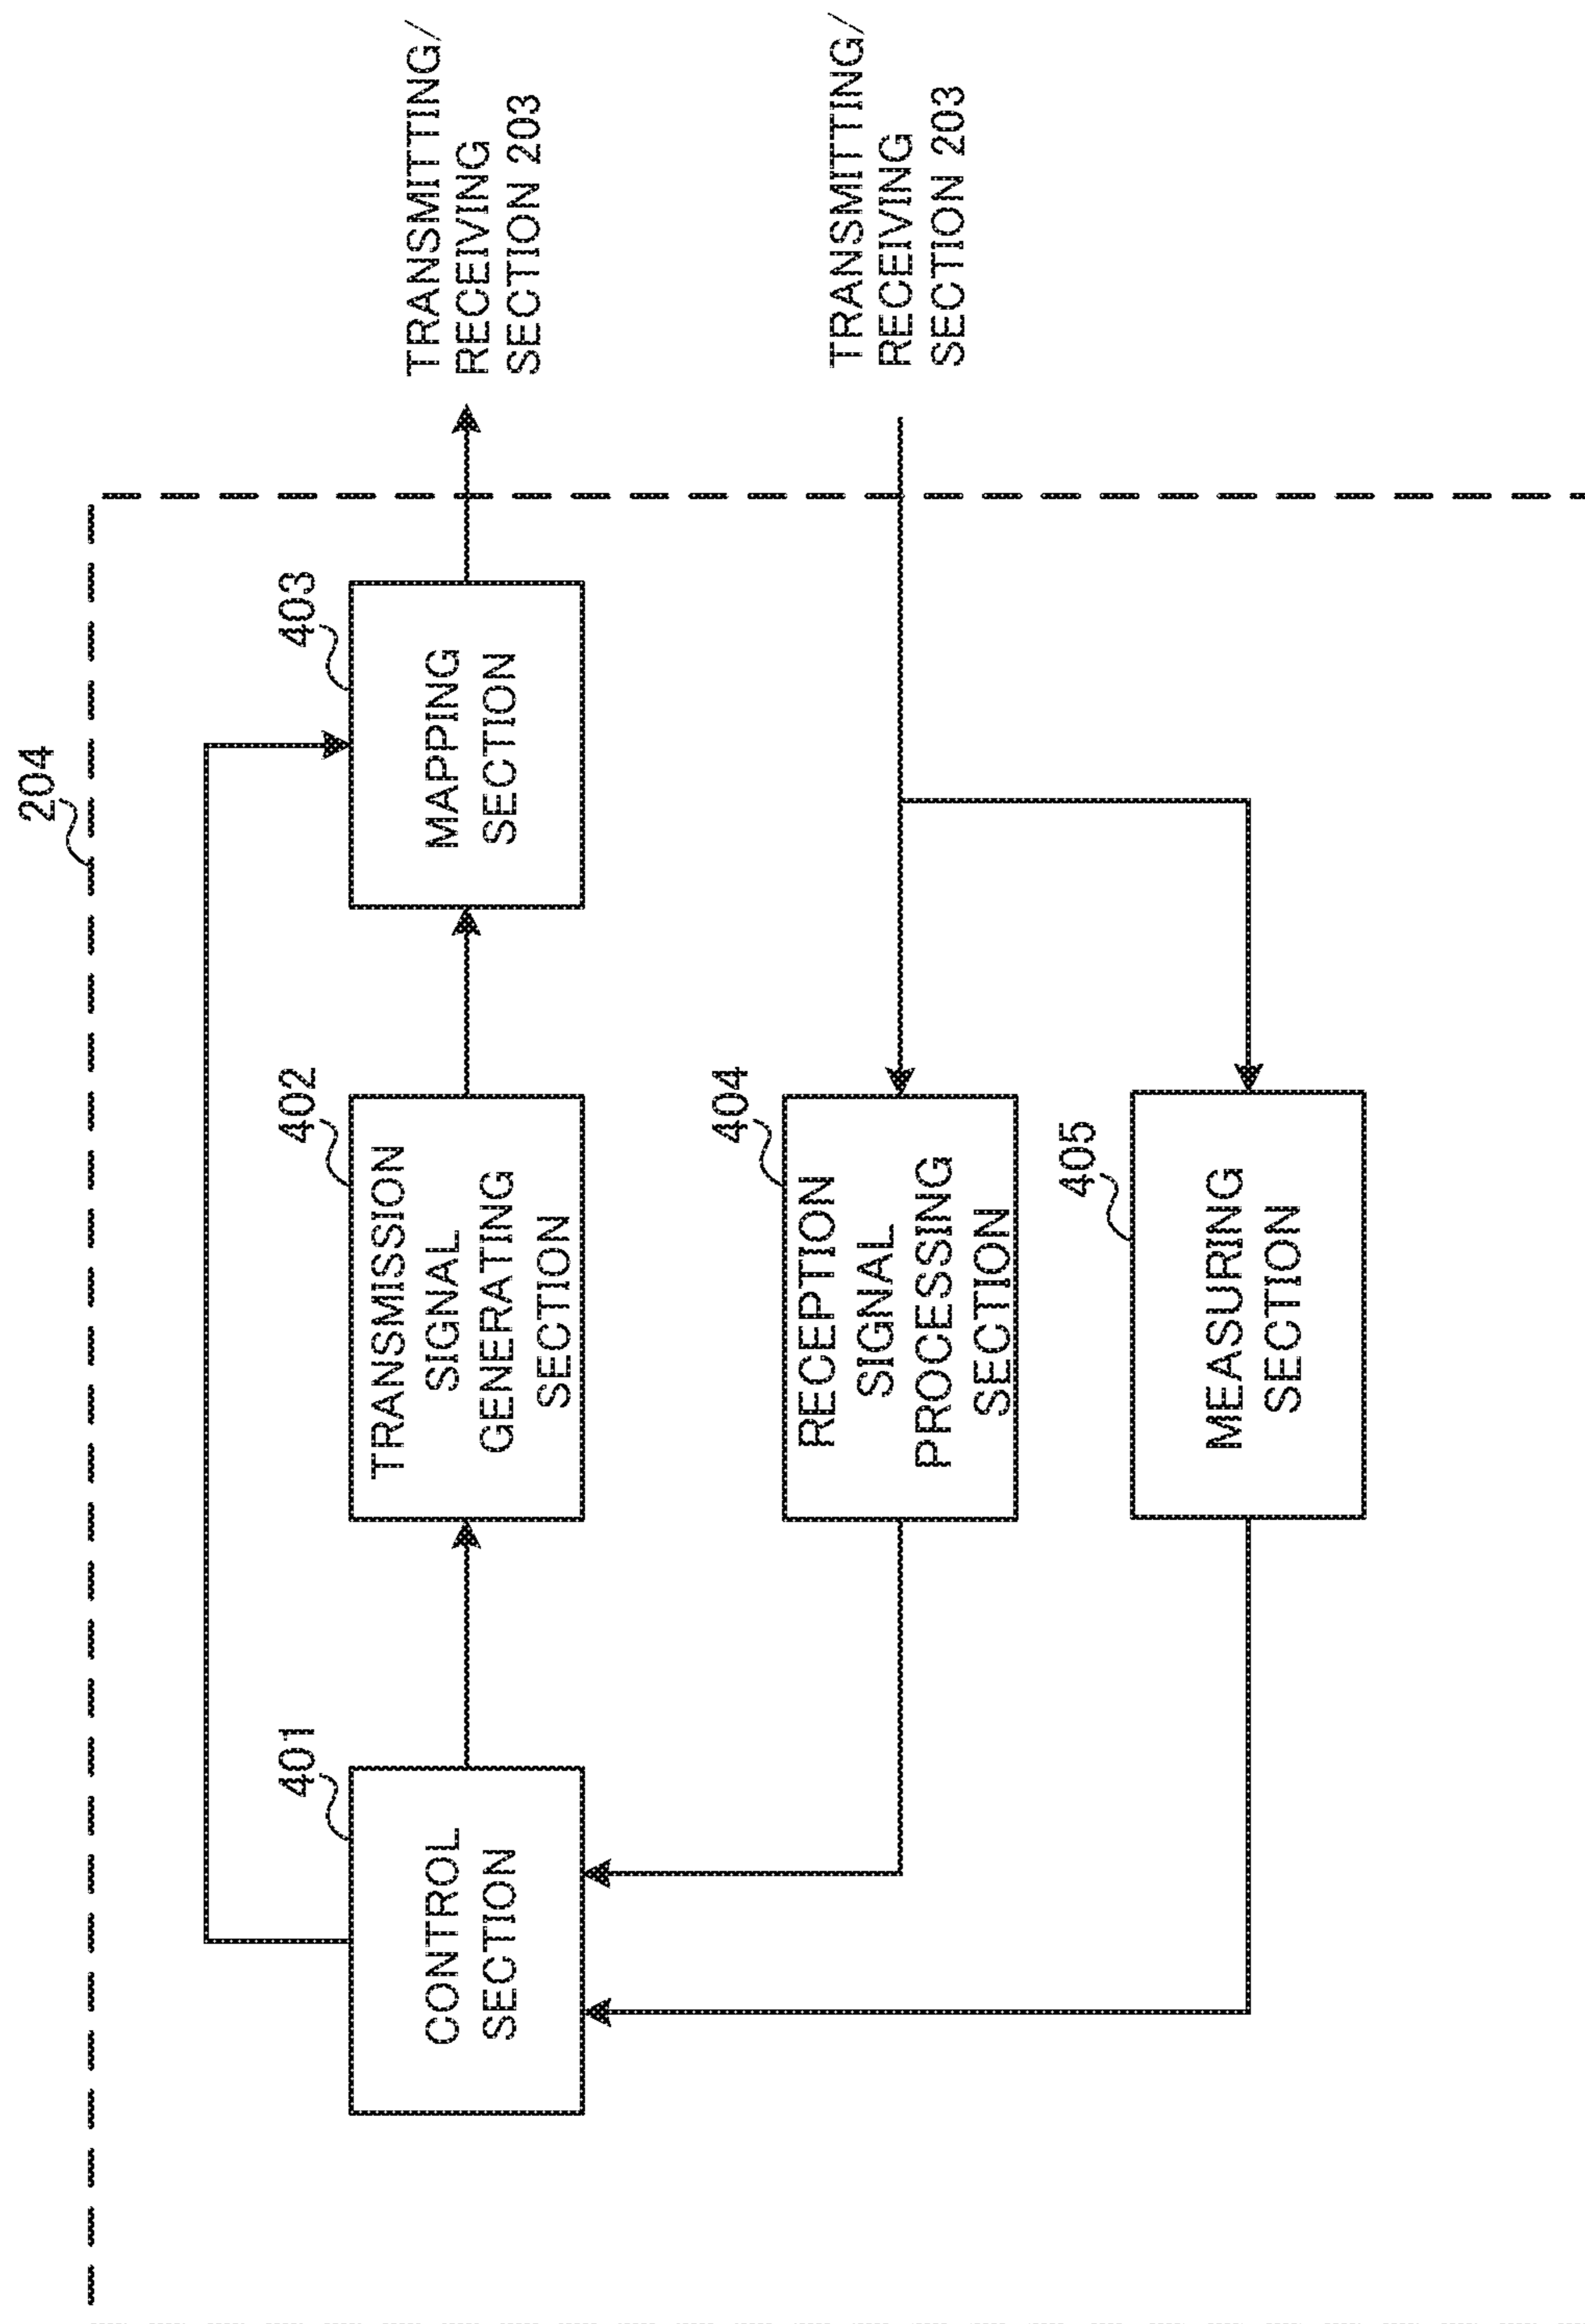 204
401
CONTROL
SECTION
402
TRANSMISSION
SIGNAL
GENERATING
SECTION
403
MAPPING
SECTION
TRANSMITTING/
RECEIVING
SECTION 203
404
RECEPTION
SIGNAL
PROCESSING
SECTION
TRANSMITTING/
RECEIVING
SECTION 203
405
MEASURING
SECTION